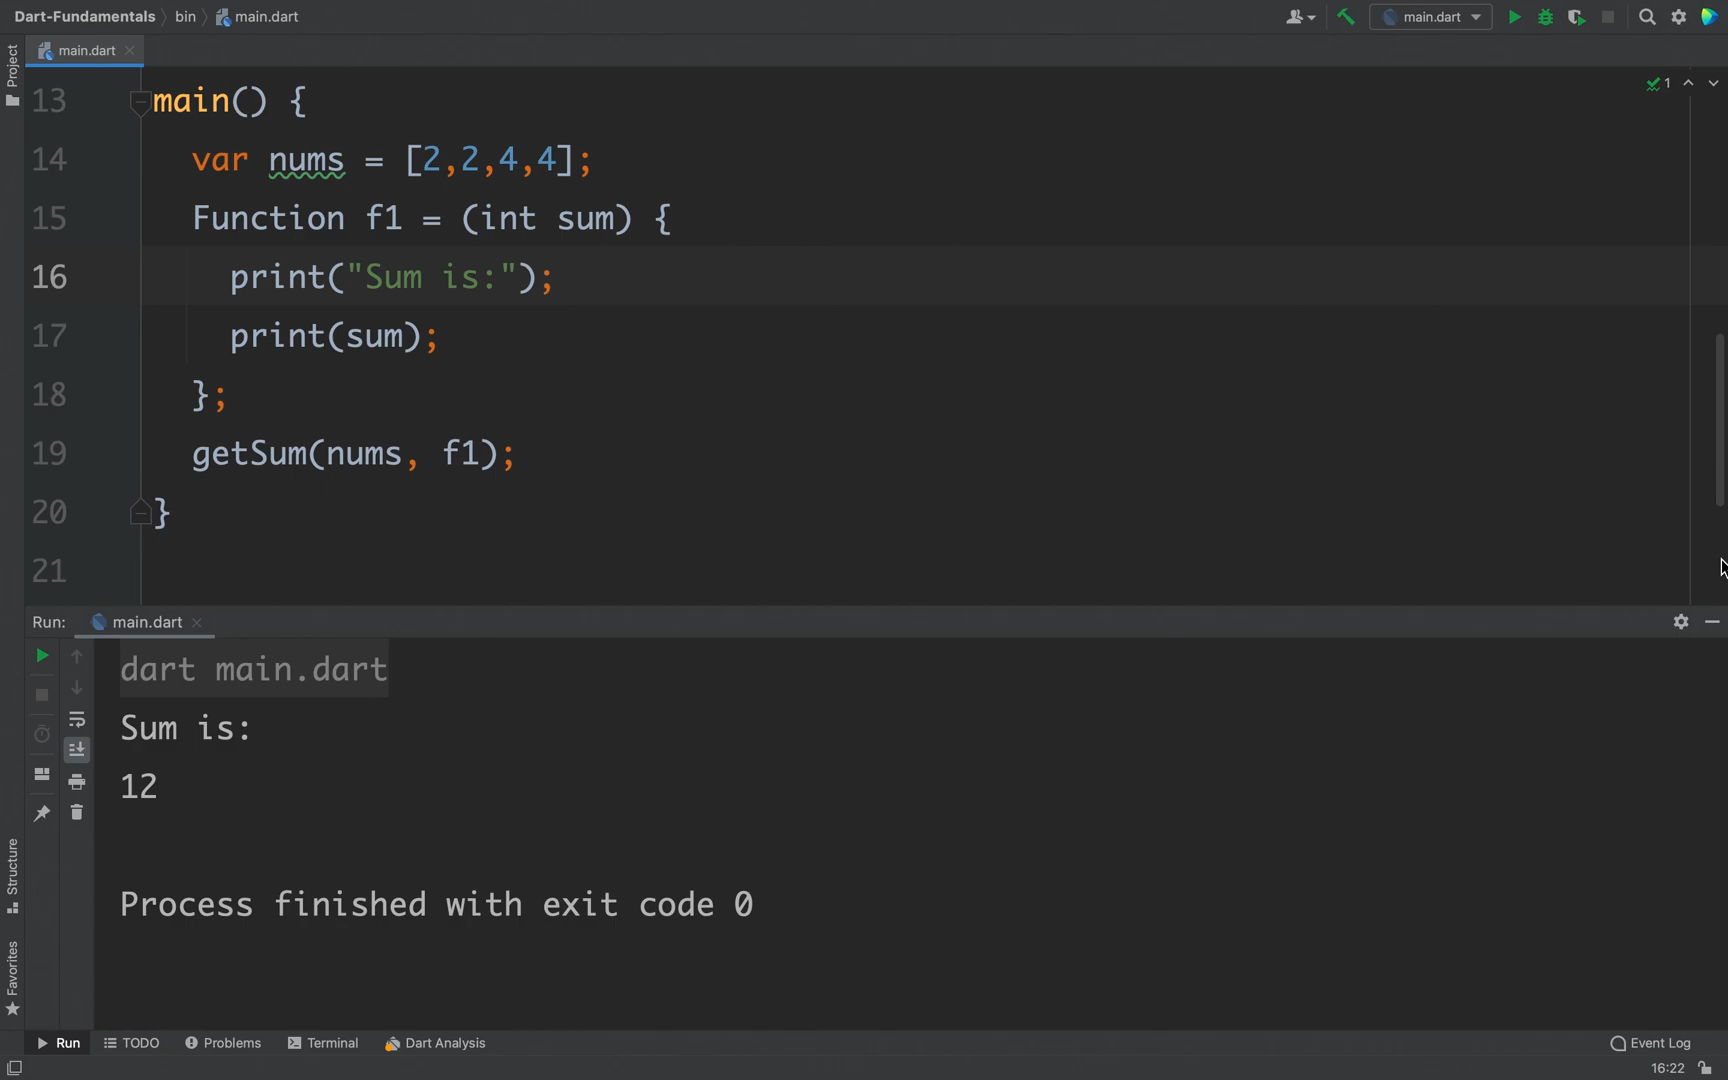 Dart-Fundamentals bin main.dart
main.dart
main.dart
Project
1
13 main() {
14 var nums = [2,2,4,4];
15 Function f1 = (int sum) {
16 print("Sum is:");
17 print(sum);
18 };
19 getSum(nums, f1);
20 }
21
Run: main.dart
dart main.dart
Sum is:
12
Process finished with exit code 0
Structure
Favorites
Run TODO Problems Terminal Dart Analysis Event Log
16:22